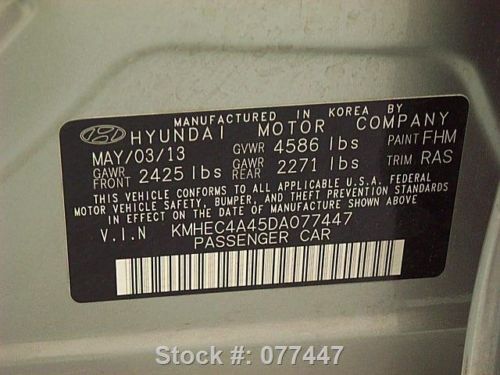 MANUFACTURED IN KOREA BY
HYUNDAI MOTOR COMPANY
MAY/03/13 GVWR 4586 lbs PAINT FHM
GAWR FRONT 2425 lbs GAWR REAR 2271 lbs TRIM RAS
THIS VEHICLE CONFORMS TO ALL APPLICABLE U.S.A. FEDERAL
MOTOR VEHICLE SAFETY, BUMPER, AND THEFT PREVENTION STANDARDS
IN EFFECT ON THE DATE OF MANUFACTURE SHOWN ABOVE.
V.I.N KMHEC4A45DA077447
PASSENGER CAR
Stock #: 077447